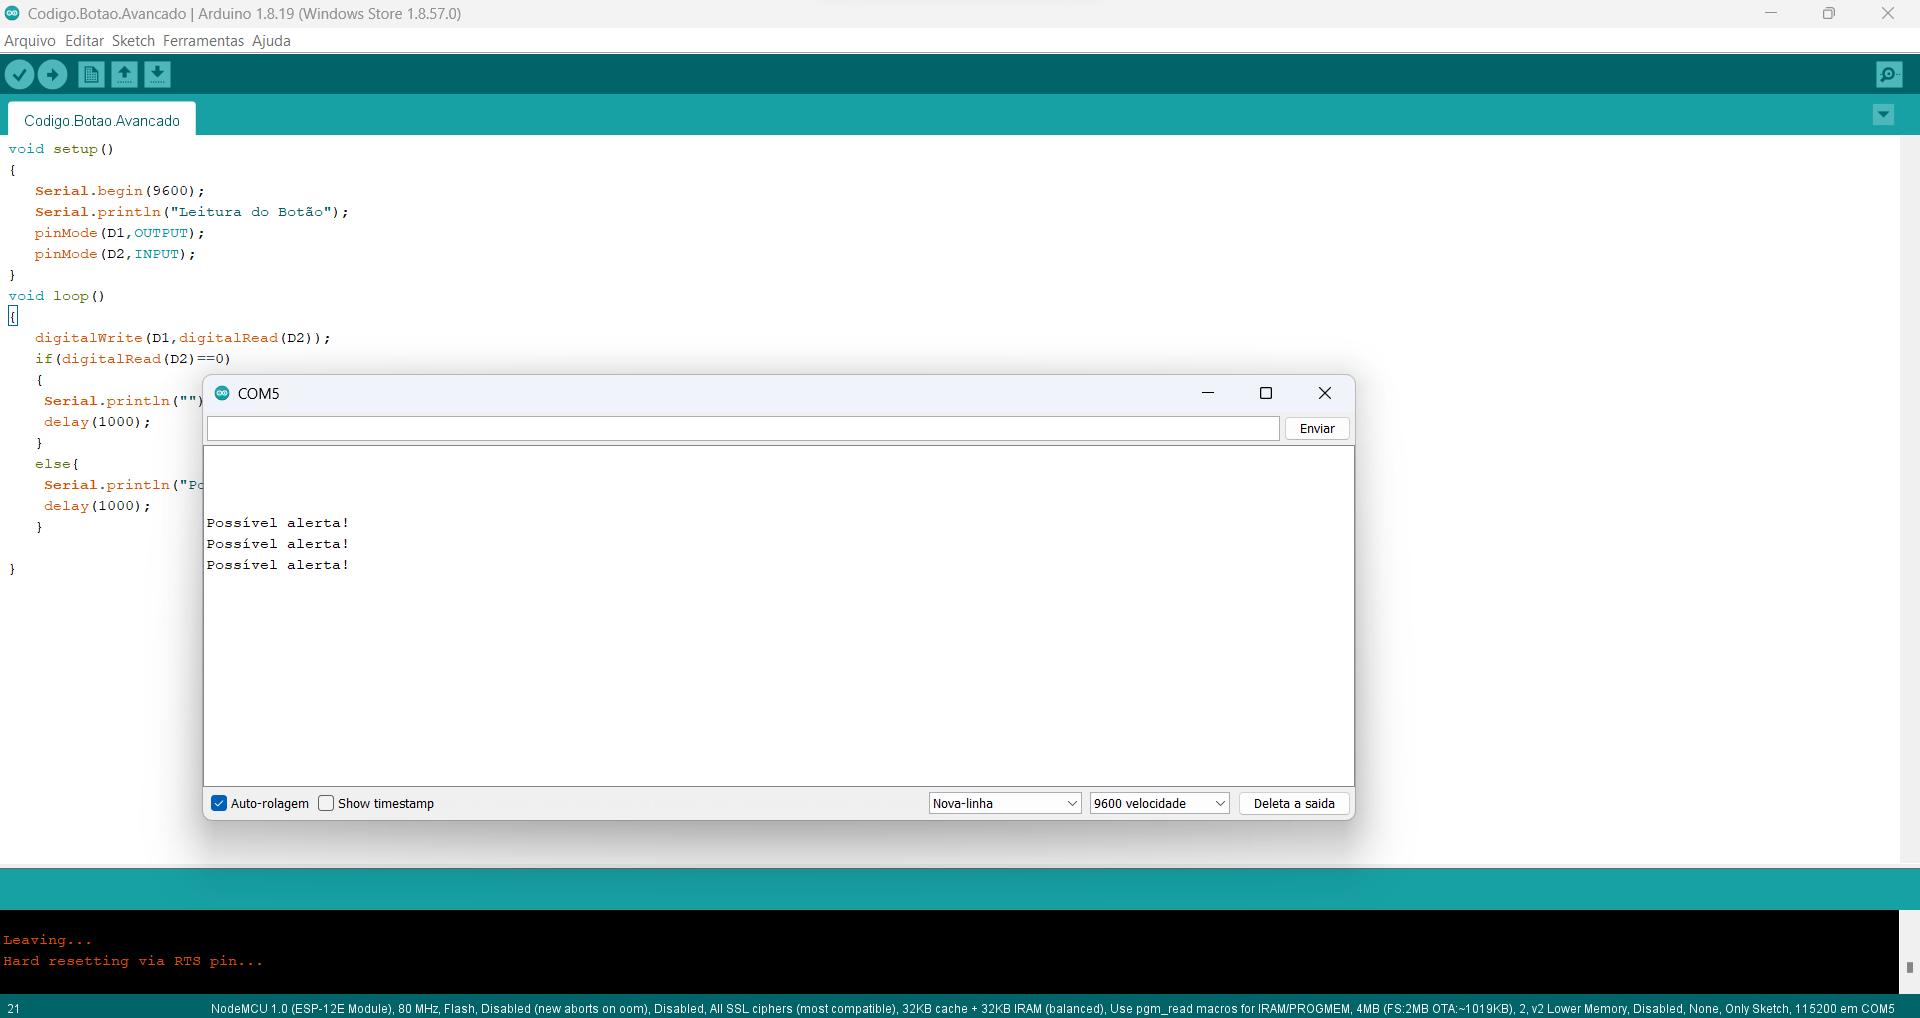 Codigo.Botao.Avancado | Arduino 1.8.19 (Windows Store 1.8.57.0)
Arquivo Editar Sketch Ferramentas Ajuda
Codigo.Botao.Avancado
void setup()
{
Serial.begin(9600);
Serial.println("Leitura do Botão");
pinMode(D1,OUTPUT);
pinMode(D2,INPUT);
}
void loop()
{
digitalWrite(D1,digitalRead(D2));
if(digitalRead(D2)==0)
{
Serial.println("")
delay(1000);
}
else{
Serial.println("Po
delay(1000);
}
}
COM5
Enviar
Possível alerta!
Possível alerta!
Possível alerta!
Auto-rolagem Show timestamp Nova-linha 9600 velocidade Deleta a saida
Leaving...
Hard resetting via RTS pin...
21 NodeMCU 1.0 (ESP-12E Module), 80 MHz, Flash, Disabled (new aborts on oom), Disabled, All SSL ciphers (most compatible), 32KB cache + 32KB IRAM (balanced), Use pgm_read macros for IRAM/PROGMEM, 4MB (FS:2MB OTA:~1019KB), 2, v2 Lower Memory, Disabled, None, Only Sketch, 115200 em COM5